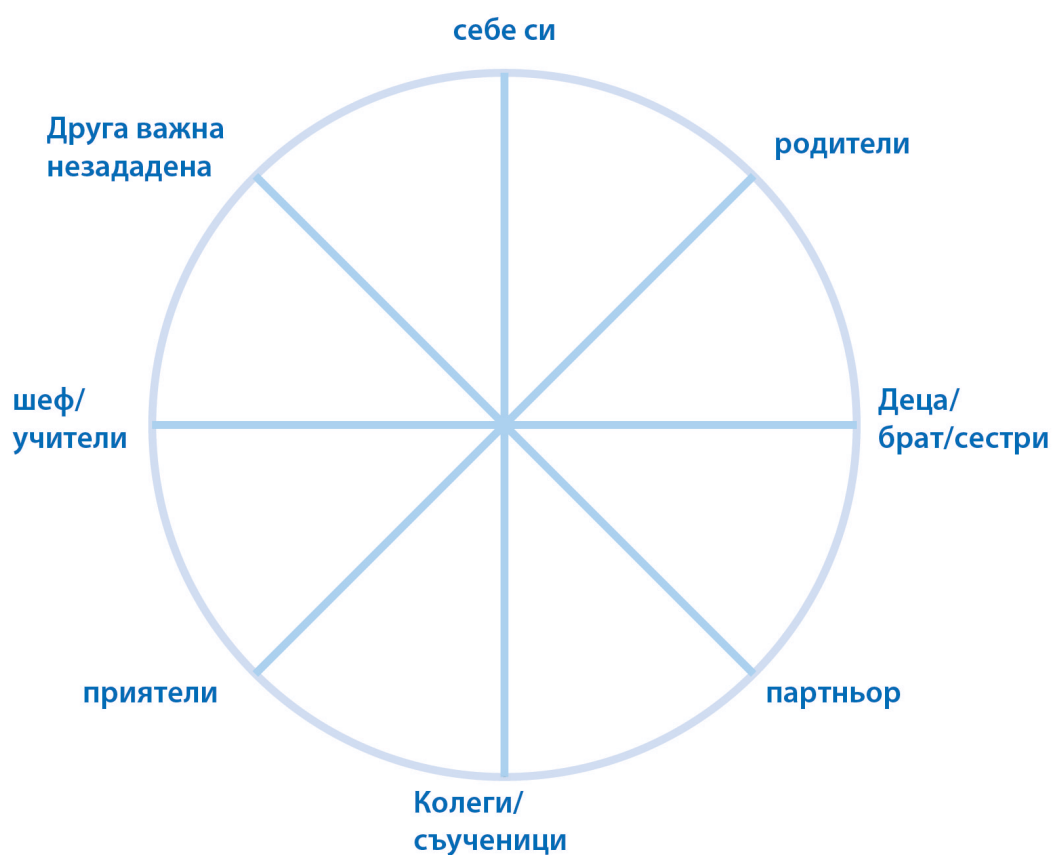 себе си
Друга важна
незададена
родители
шеф/
учители
Деца/
брат/сестри
приятели
партньор
Колеги/
съученици